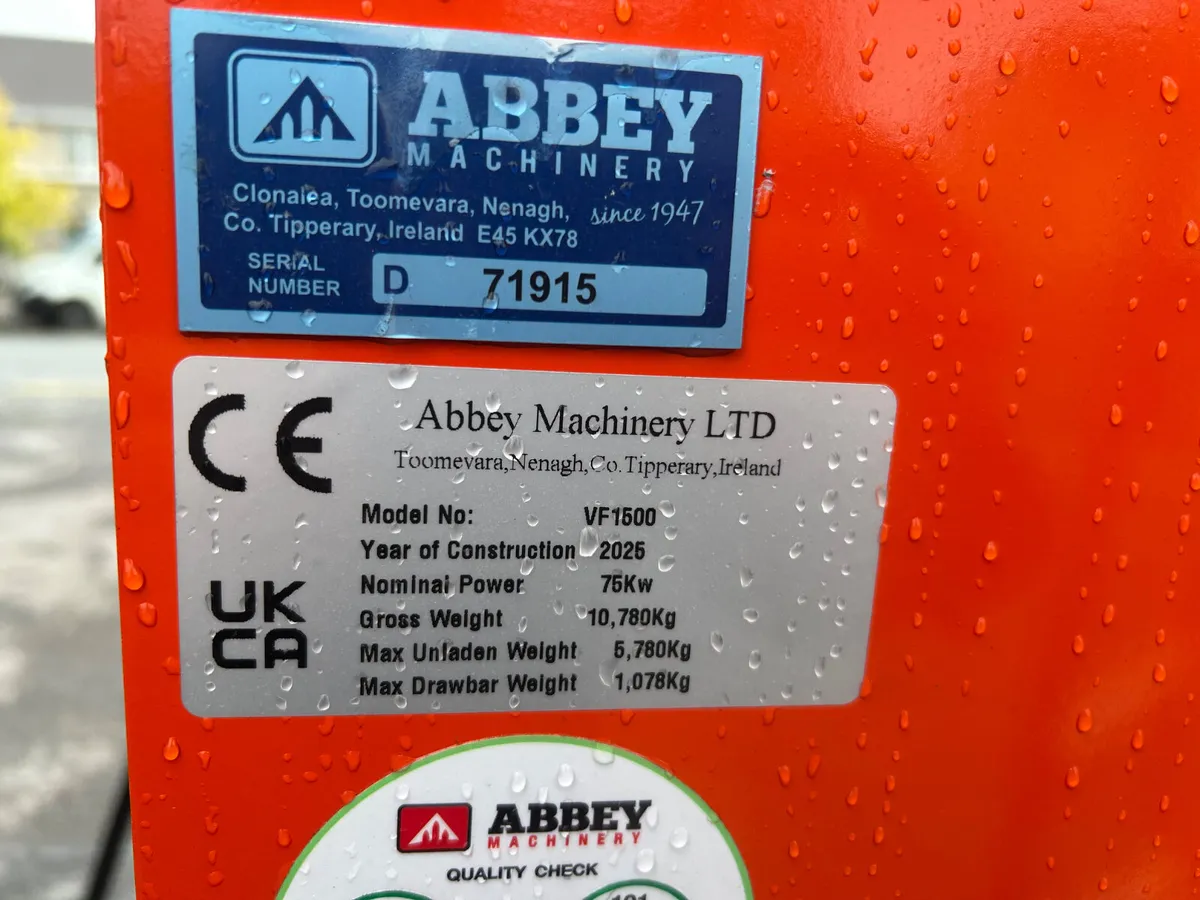 ABBEY
MACHINERY
Clonalea, Toomevara, Nenagh, since 1947
Co. Tipperary, Ireland E45 KX78
SERIAL
NUMBER
D 71915
CE
Abbey Machinery LTD
Toomevara,Nenagh,Co.Tipperary,Ireland
Model No: VF1500
Year of Construction 2025
Nominal Power 75Kw
Gross Weight 10,780Kg
Max Unladen Weight 5,780Kg
Max Drawbar Weight 1,078Kg
UK
CA
ABBEY
MACHINERY
QUALITY CHECK